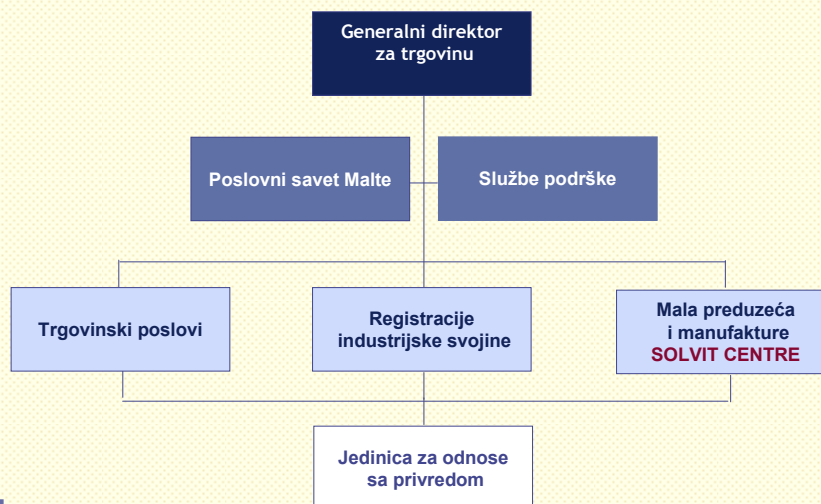 Generalni direktor
za trgovinu
Poslovni savet Malte
Službe podrške
Trgovinski poslovi
Registracije
industrijske svojine
Mala preduzeća
i manufakture
SOLVIT CENTRE
Jedinica za odnose
sa privredom